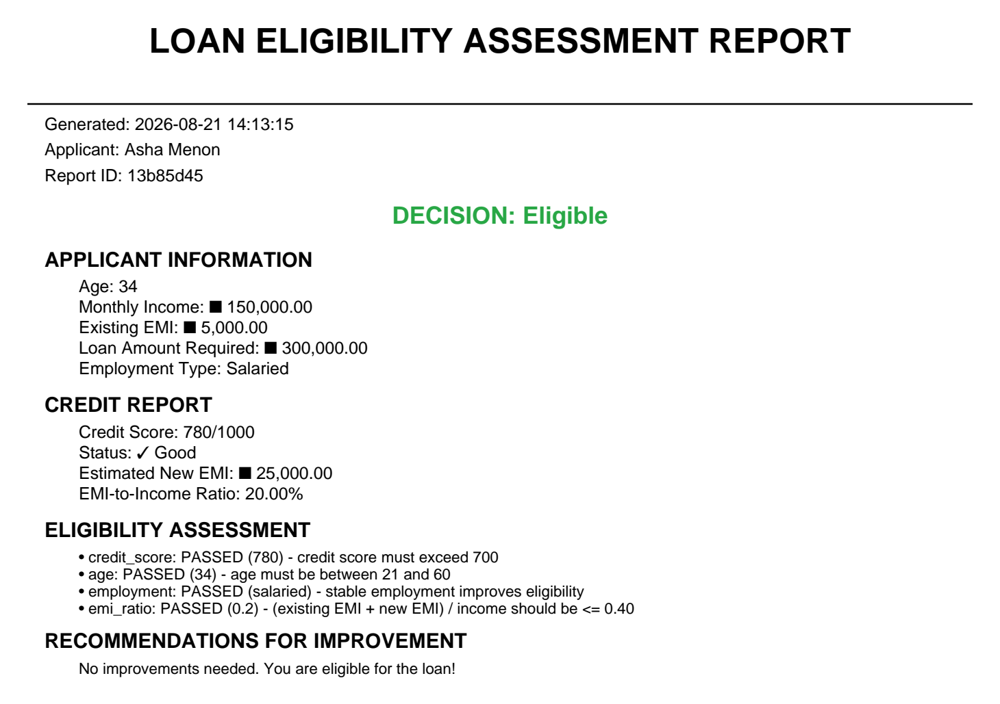 LOAN ELIGIBILITY ASSESSMENT REPORT
Generated: 2026-08-21 14:13:15
Applicant: Asha Menon
Report ID: 13b85d45
DECISION: Eligible
APPLICANT INFORMATION
Age: 34
Monthly Income: ■ 150,000.00
Existing EMI: ■ 5,000.00
Loan Amount Required: ■ 300,000.00
Employment Type: Salaried
CREDIT REPORT
Credit Score: 780/1000
Status: ✓ Good
Estimated New EMI: ■ 25,000.00
EMI-to-Income Ratio: 20.00%
ELIGIBILITY ASSESSMENT
• credit_score: PASSED (780) - credit score must exceed 700
• age: PASSED (34) - age must be between 21 and 60
• employment: PASSED (salaried) - stable employment improves eligibility
• emi_ratio: PASSED (0.2) - (existing EMI + new EMI) / income should be <= 0.40
RECOMMENDATIONS FOR IMPROVEMENT
No improvements needed. You are eligible for the loan!